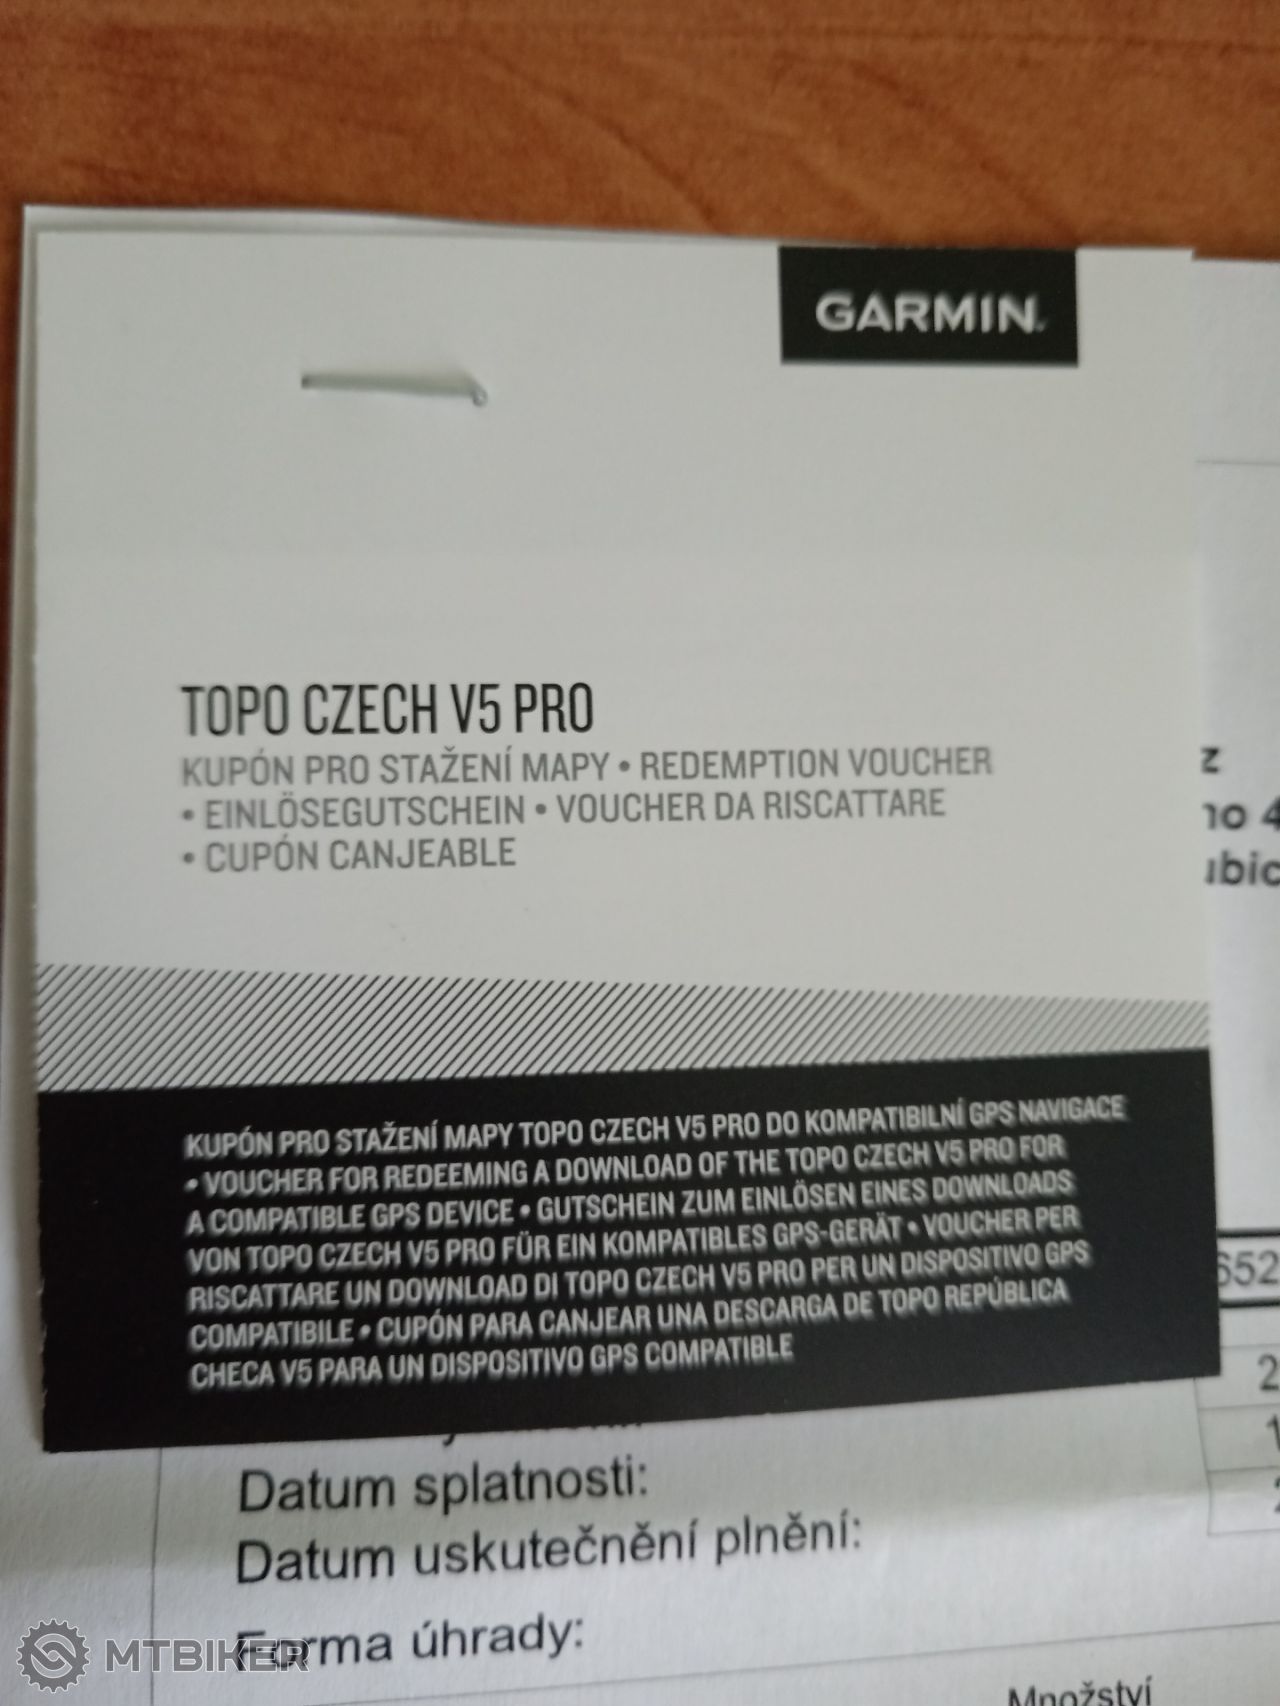 GARMIN
TOPO CZECH V5 PRO
KUPÓN PRO STAŽENÍ MAPY • REDEMPTION VOUCHER
• EINLÖSEGUTSCHEIN • VOUCHER DA RISCATTARE
• CUPÓN CANJEABLE
KUPÓN PRO STAŽENÍ MAPY TOPO CZECH V5 PRO DO KOMPATIBILNÍ GPS NAVIGACE
• VOUCHER FOR REDEEMING A DOWNLOAD OF THE TOPO CZECH V5 PRO FOR
A COMPATIBLE GPS DEVICE • GUTSCHEIN ZUM EINLÖSEN EINES DOWNLOADS
VON TOPO CZECH V5 PRO FÜR EIN KOMPATIBLES GPS-GERÄT • VOUCHER PER
RISCATTARE UN DOWNLOAD DI TOPO CZECH V5 PRO PER UN DISPOSITIVO GPS
COMPATIBILE • CUPÓN PARA CANJEAR UNA DESCARGA DE TOPO REPÚBLICA
CHECA V5 PARA UN DISPOSITIVO GPS COMPATIBLE
Datum splatnosti:
Datum uskutečnění plnění:
Forma úhrady:
Množství
MTBIKER